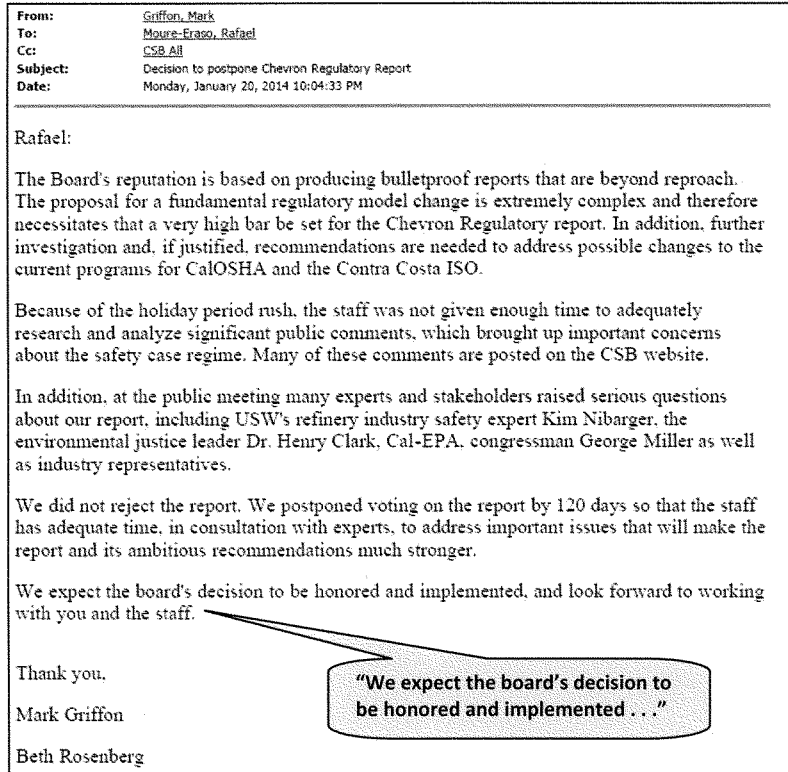 From: Griffon, Mark
To: Moure-Eraso, Rafael
Cc: CSB All
Subject: Decision to postpone Chevron Regulatory Report
Date: Monday, January 20, 2014 10:04:33 PM
Rafael:
The Board's reputation is based on producing bulletproof reports that are beyond reproach.
The proposal for a fundamental regulatory model change is extremely complex and therefore
necessitates that a very high bar be set for the Chevron Regulatory report. In addition, further
investigation and, if justified, recommendations are needed to address possible changes to the
current programs for CalOSHA and the Contra Costa ISO.
Because of the holiday period rush, the staff was not given enough time to adequately
research and analyze significant public comments, which brought up important concerns
about the safety case regime. Many of these comments are posted on the CSB website.
In addition, at the public meeting many experts and stakeholders raised serious questions
about our report, including USW's refinery industry safety expert Kim Nibarger, the
environmental justice leader Dr. Henry Clark, Cal-EPA, congressman George Miller as well
as industry representatives.
We did not reject the report. We postponed voting on the report by 120 days so that the staff
has adequate time, in consultation with experts, to address important issues that will make the
report and its ambitious recommendations much stronger.
We expect the board's decision to be honored and implemented, and look forward to working
with you and the staff.
Thank you,
Mark Griffon
Beth Rosenberg
“We expect the board’s decision to
be honored and implemented . . .”